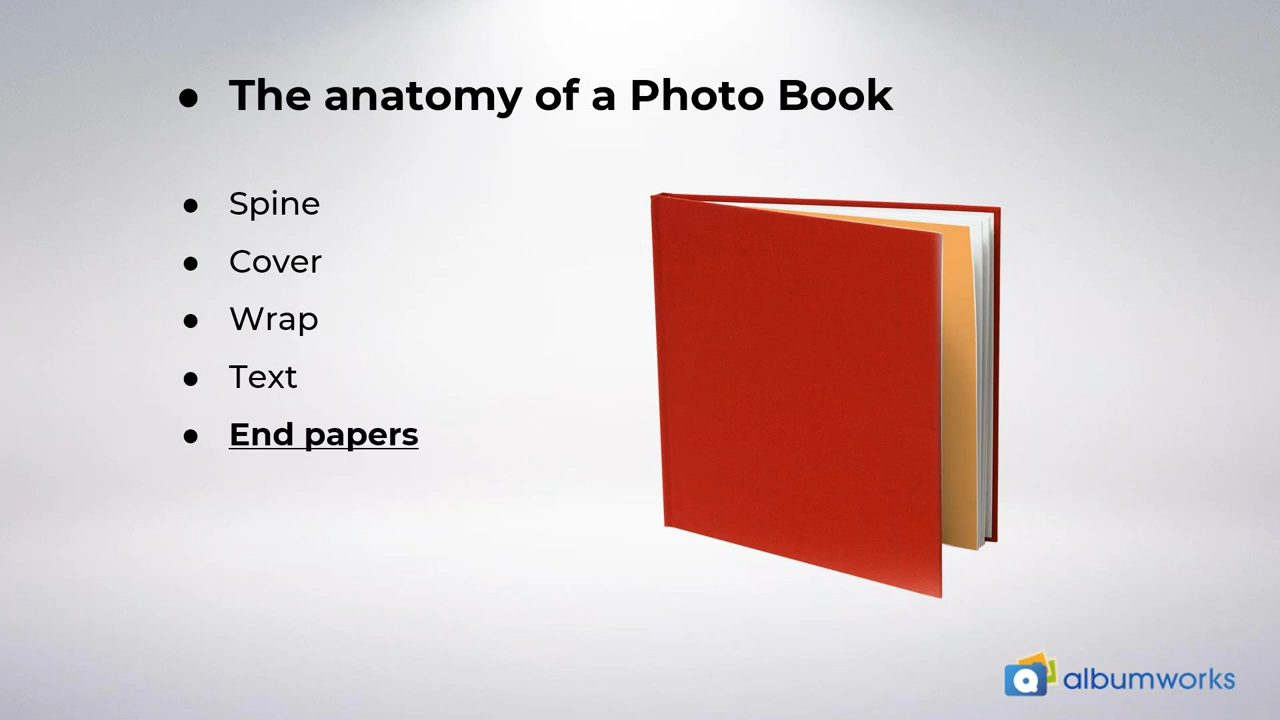 ● The anatomy of a Photo Book
● Spine
● Cover
● Wrap
● Text
● End papers
albumworks